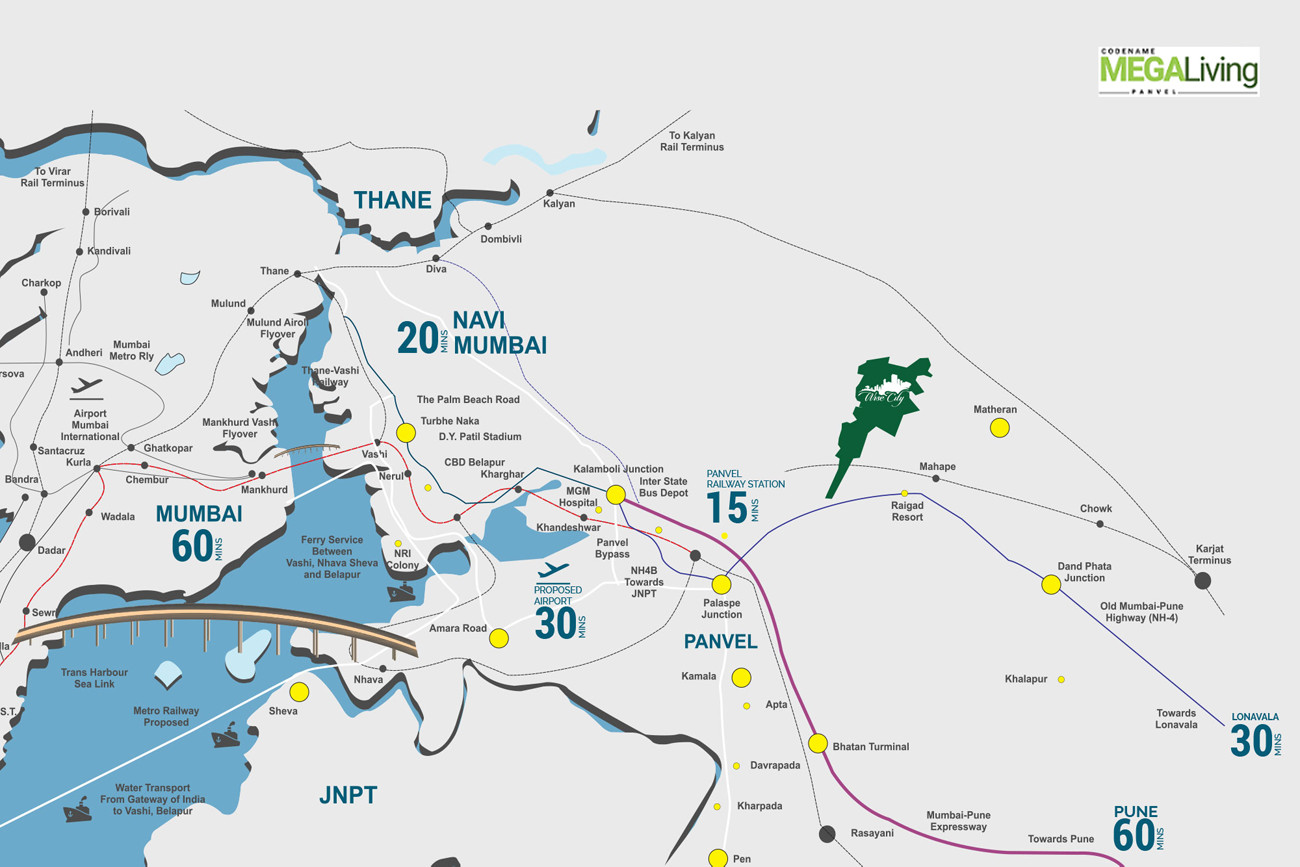 CODENAME
MEGALiving
PANVEL
To Kalyan
Rail Terminus
To Virar
Rail Terminus
THANE
Kalyan
Borivali
Dombivli
Kandivali
Diva
Thane
Charkop
Mulund
Mulund Airoli
Flyover
20 MINS
NAVI
MUMBAI
Mumbai
Metro Rly
Andheri
Thane-Vashi
Railway
Wise City
The Palm Beach Road
Airport
Mumbai
International
Matheran
Turbhe Naka
Mankhurd Vashi
Flyover
D.Y. Patil Stadium
Santacruz
Ghatkopar
Vashi
Kurla
CBD Belapur
Kalamboli Junction
Mahape
Kharghar
Nerul
Bandra
Chembur
Mankhurd
Inter State
Bus Depot
PANVEL
RAILWAY STATION
15 MINS
MGM
Hospital
Raigad
Resort
Chowk
Wadala
MUMBAI
60 MINS
Khandeshwar
Dadar
Ferry Service
Between
Vashi, Nhava Sheva
and Belapur
NRI
Colony
Panvel
Bypass
Karjat
Terminus
NH4B
Towards
JNPT
Dand Phata
Junction
PROPOSED
AIRPORT
30 MINS
Palaspe
Junction
Old Mumbai-Pune
Highway (NH-4)
Sewri
Amara Road
PANVEL
Trans Harbour
Sea Link
Nhava
Kamala
Khalapur
Apta
Metro Railway
Proposed
Sheva
S.T.
Towards
Lonavala
LONAVALA
30 MINS
Bhatan Turminal
Davrapada
JNPT
Water Transport
From Gateway of India
to Vashi, Belapur
Kharpada
Rasayani
Mumbai-Pune
Expressway
Towards Pune
PUNE
60 MINS
Pen